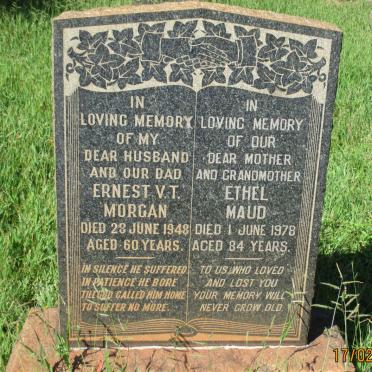 IN
LOVING MEMORY
OF MY
DEAR HUSBAND
AND OUR DAD
ERNEST V.T.
MORGAN
DIED 28 JUNE 1948
AGED 60 YEARS.
IN SILENCE HE SUFFERED
IN PATIENCE HE BORE
TILL GOD CALLED HIM HOME
TO SUFFER NO MORE.
IN
LOVING MEMORY
OF OUR
DEAR MOTHER
AND GRANDMOTHER
ETHEL
MAUD
DIED 1 JUNE 1978
AGED 84 YEARS.
TO US WHO LOVED
AND LOST YOU
YOUR MEMORY WILL
NEVER GROW OLD
17/02